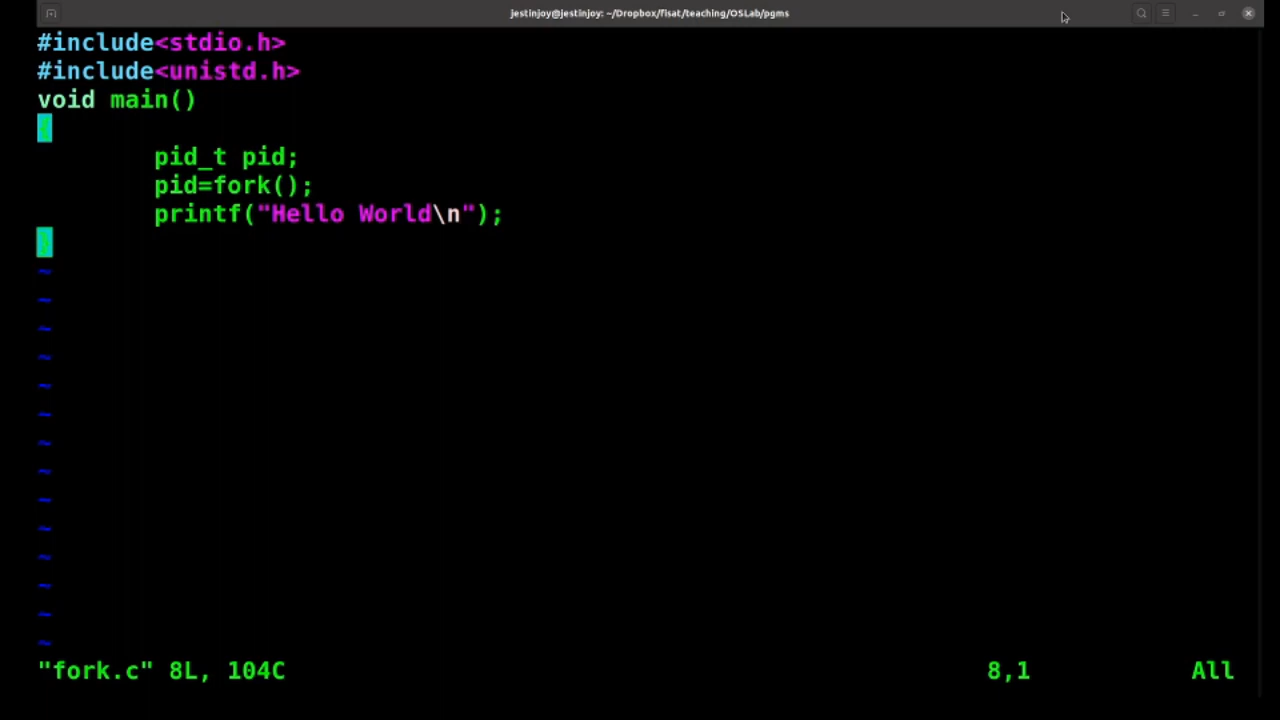 jestinjoy@jestinjoy: ~/Dropbox/fisat/teaching/OSLab/pgms
#include<stdio.h>
#include<unistd.h>
void main()
{
        pid_t pid;
        pid=fork();
        printf("Hello World\n");
}
~
~
~
~
~
~
~
~
~
~
~
~
~
~
"fork.c" 8L, 104C 8,1 All